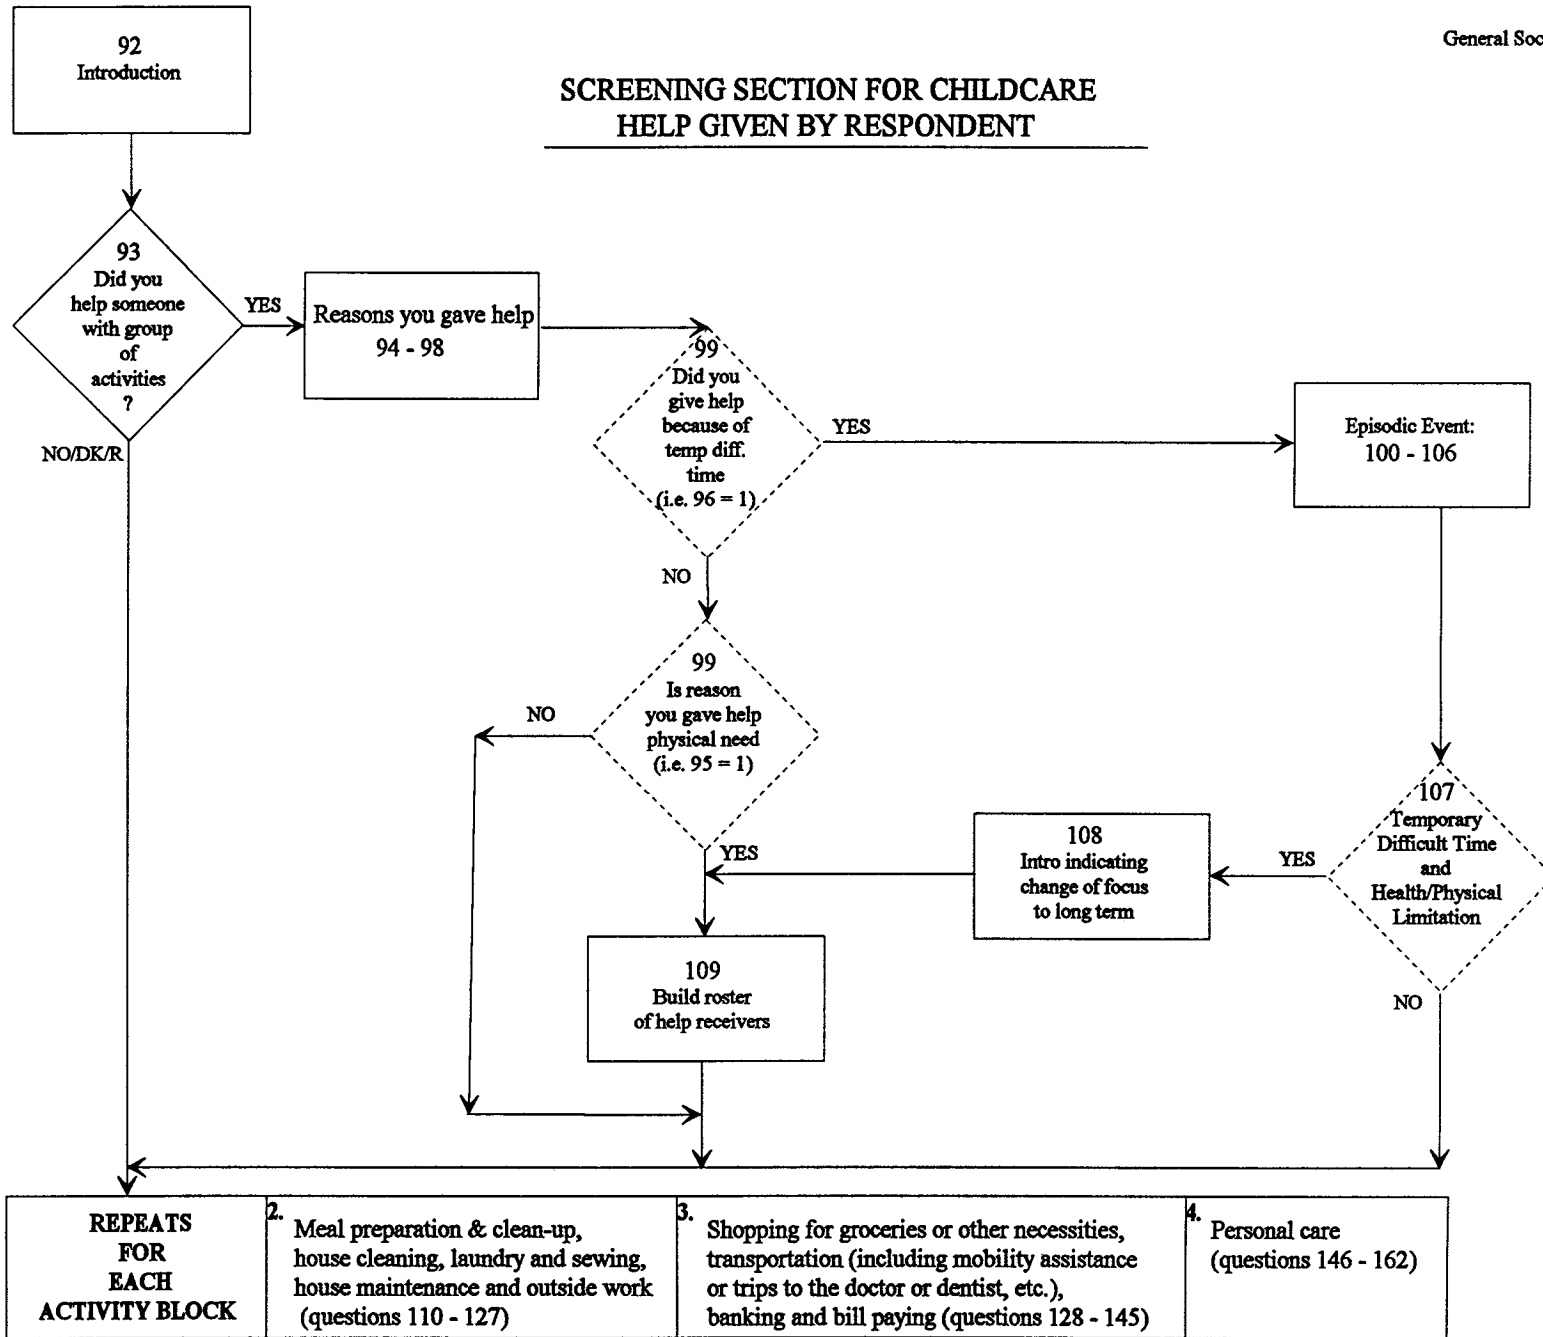 General Soc
SCREENING SECTION FOR CHILDCARE
HELP GIVEN BY RESPONDENT
92
Introduction
93
Did you
help someone
with group
of
activities
?
YES
NO/DK/R
Reasons you gave help
94 - 98
99
Did you
give help
because of
temp diff.
time
(i.e. 96 = 1)
YES
NO
Episodic Event:
100 - 106
99
Is reason
you gave help
physical need
(i.e. 95 = 1)
NO
YES
107
Temporary
Difficult Time
and
Health/Physical
Limitation
YES
NO
108
Intro indicating
change of focus
to long term
109
Build roster
of help receivers
REPEATS
FOR
EACH
ACTIVITY BLOCK
2.
Meal preparation & clean-up,
house cleaning, laundry and sewing,
house maintenance and outside work
(questions 110 - 127)
3.
Shopping for groceries or other necessities,
transportation (including mobility assistance
or trips to the doctor or dentist, etc.),
banking and bill paying (questions 128 - 145)
4.
Personal care
(questions 146 - 162)